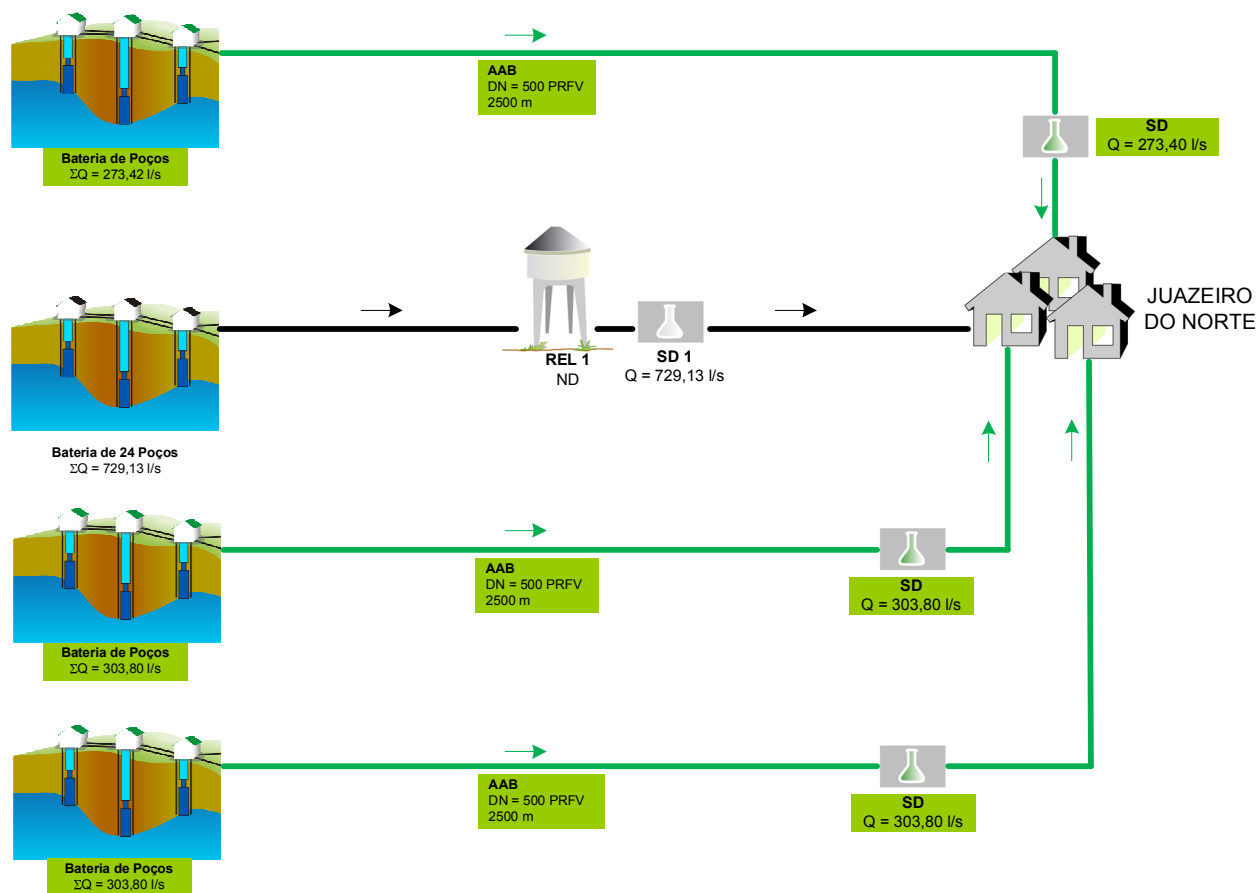 AAB
DN = 500 PRFV
2500 m
SD
Q = 273,40 l/s
Bateria de Poços
ΣQ = 273,42 l/s
JUAZEIRO
DO NORTE
REL 1
ND
SD 1
Q = 729,13 l/s
Bateria de 24 Poços
ΣQ = 729,13 l/s
AAB
DN = 500 PRFV
2500 m
SD
Q = 303,80 l/s
Bateria de Poços
ΣQ = 303,80 l/s
AAB
DN = 500 PRFV
2500 m
SD
Q = 303,80 l/s
Bateria de Poços
ΣQ = 303,80 l/s